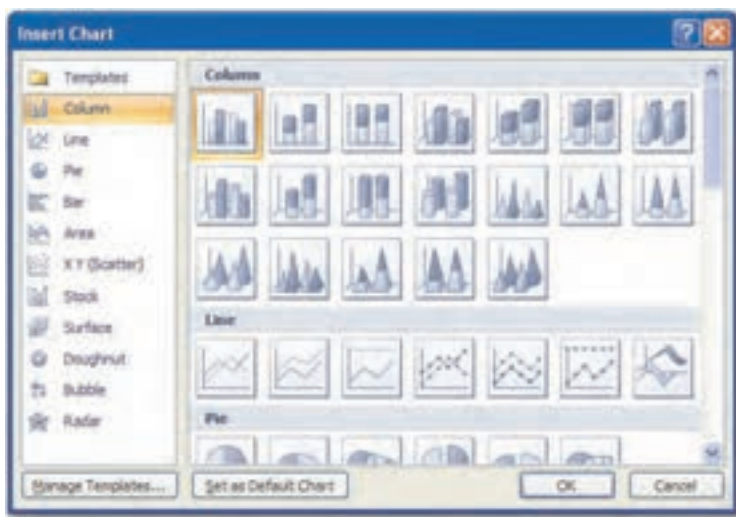 Insert Chart
Templates
Column
Line
Pie
Bar
Area
X Y (Scatter)
Stock
Surface
Doughnut
Bubble
Radar
Column
Line
Pie
Manage Templates...
Set as Default Chart
OK
Cancel